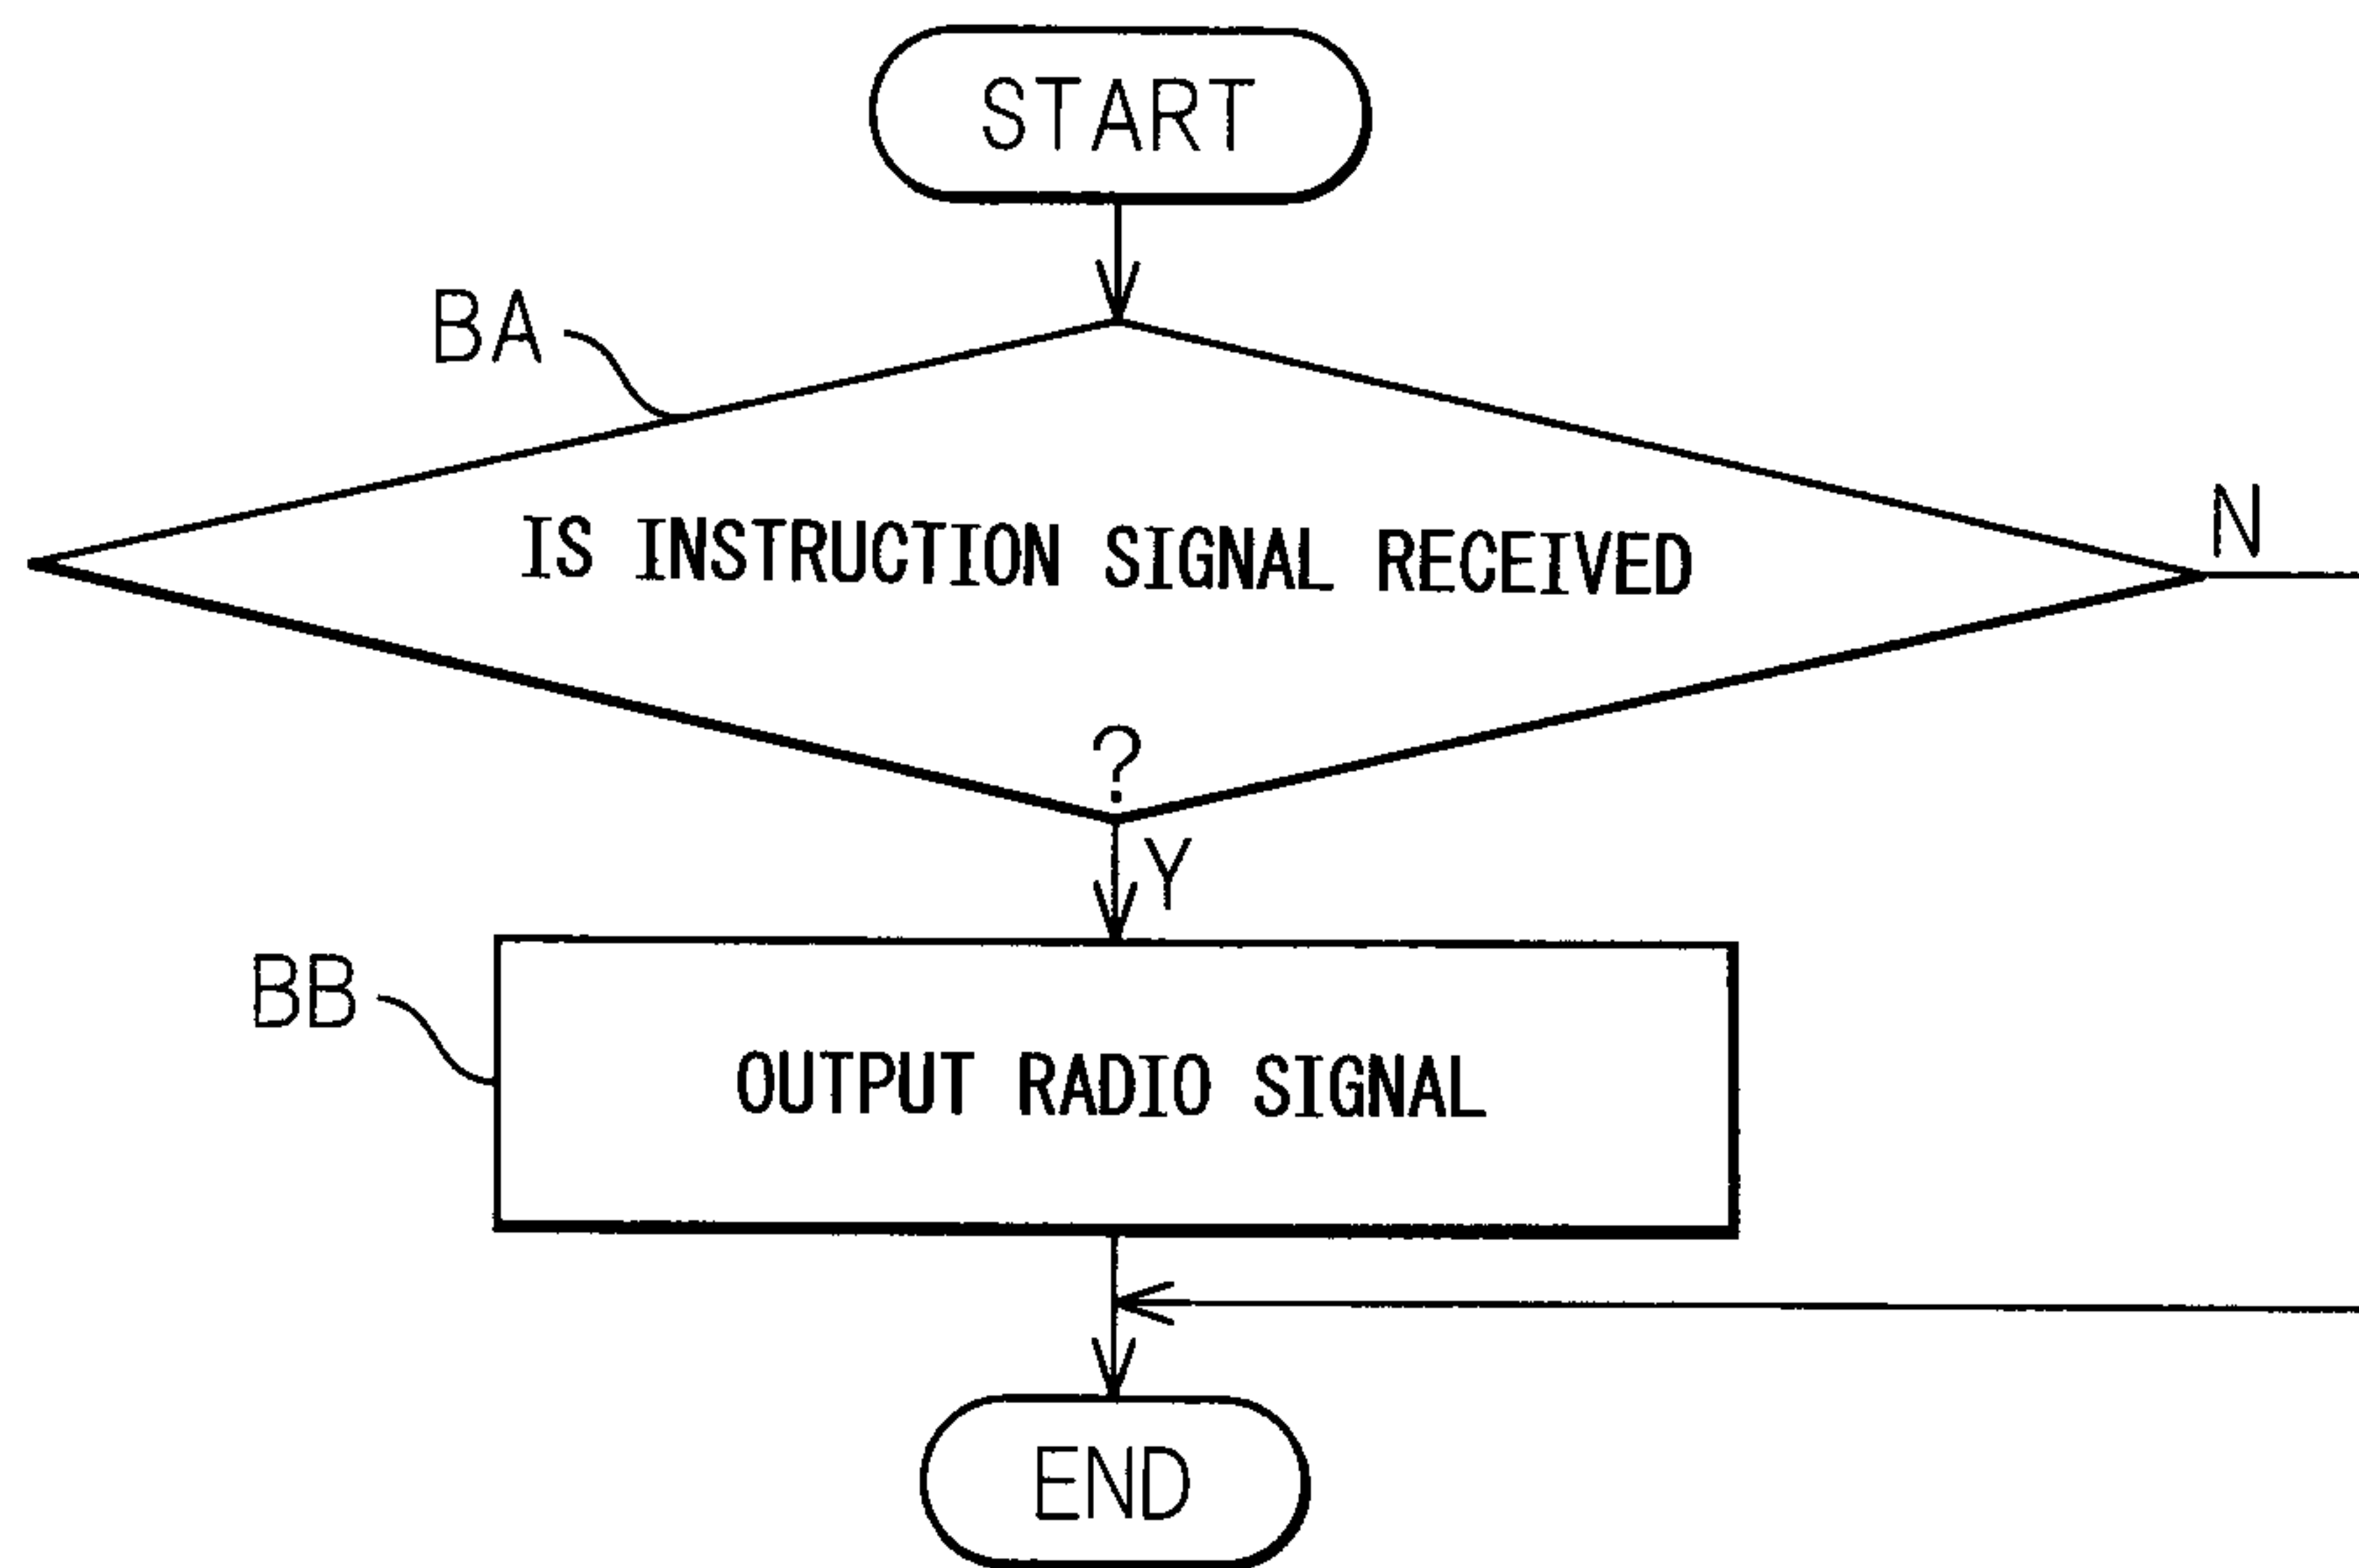 START
BA
IS INSTRUCTION SIGNAL RECEIVED
N
?
Y
BB
OUTPUT RADIO SIGNAL
END